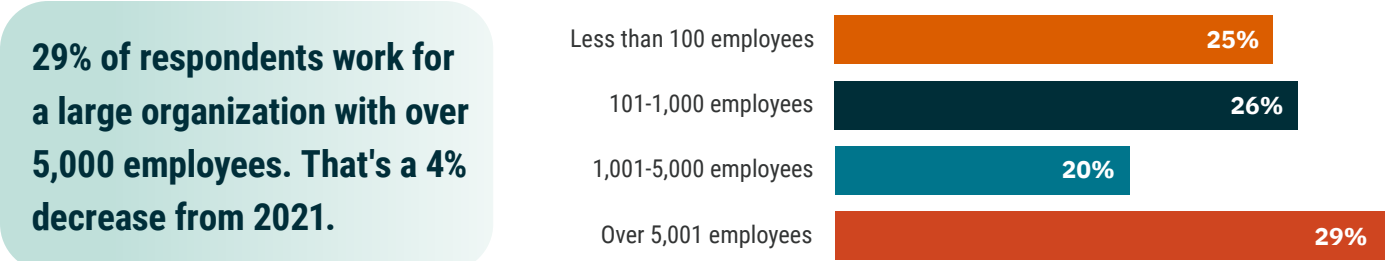 29% of respondents work for
a large organization with over
5,000 employees. That's a 4%
decrease from 2021.
Less than 100 employees 25%
101-1,000 employees 26%
1,001-5,000 employees 20%
Over 5,001 employees 29%